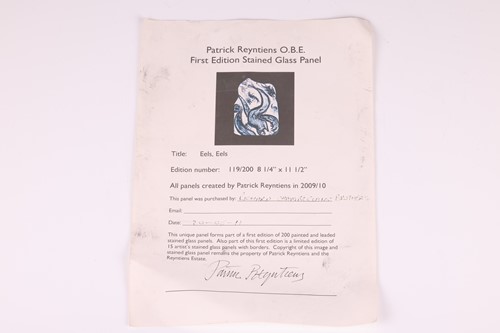 Patrick Reyntiens O.B.E.
First Edition Stained Glass Panel
Title: Eels, Eels
Edition number: 119/200 8 1/4" x 11 1/2"
All panels created by Patrick Reyntiens in 2009/10
This panel was purchased by:
Email:
Date:
This unique panel forms part of a first edition of 200 painted and leaded
stained glass panels. Also part of this first edition is a limited edition of
15 artist's stained glass panels with borders. Copyright of this image and
stained glass panel remains the property of Patrick Reyntiens and the
Reyntiens Estate.
Patrick Reyntiens